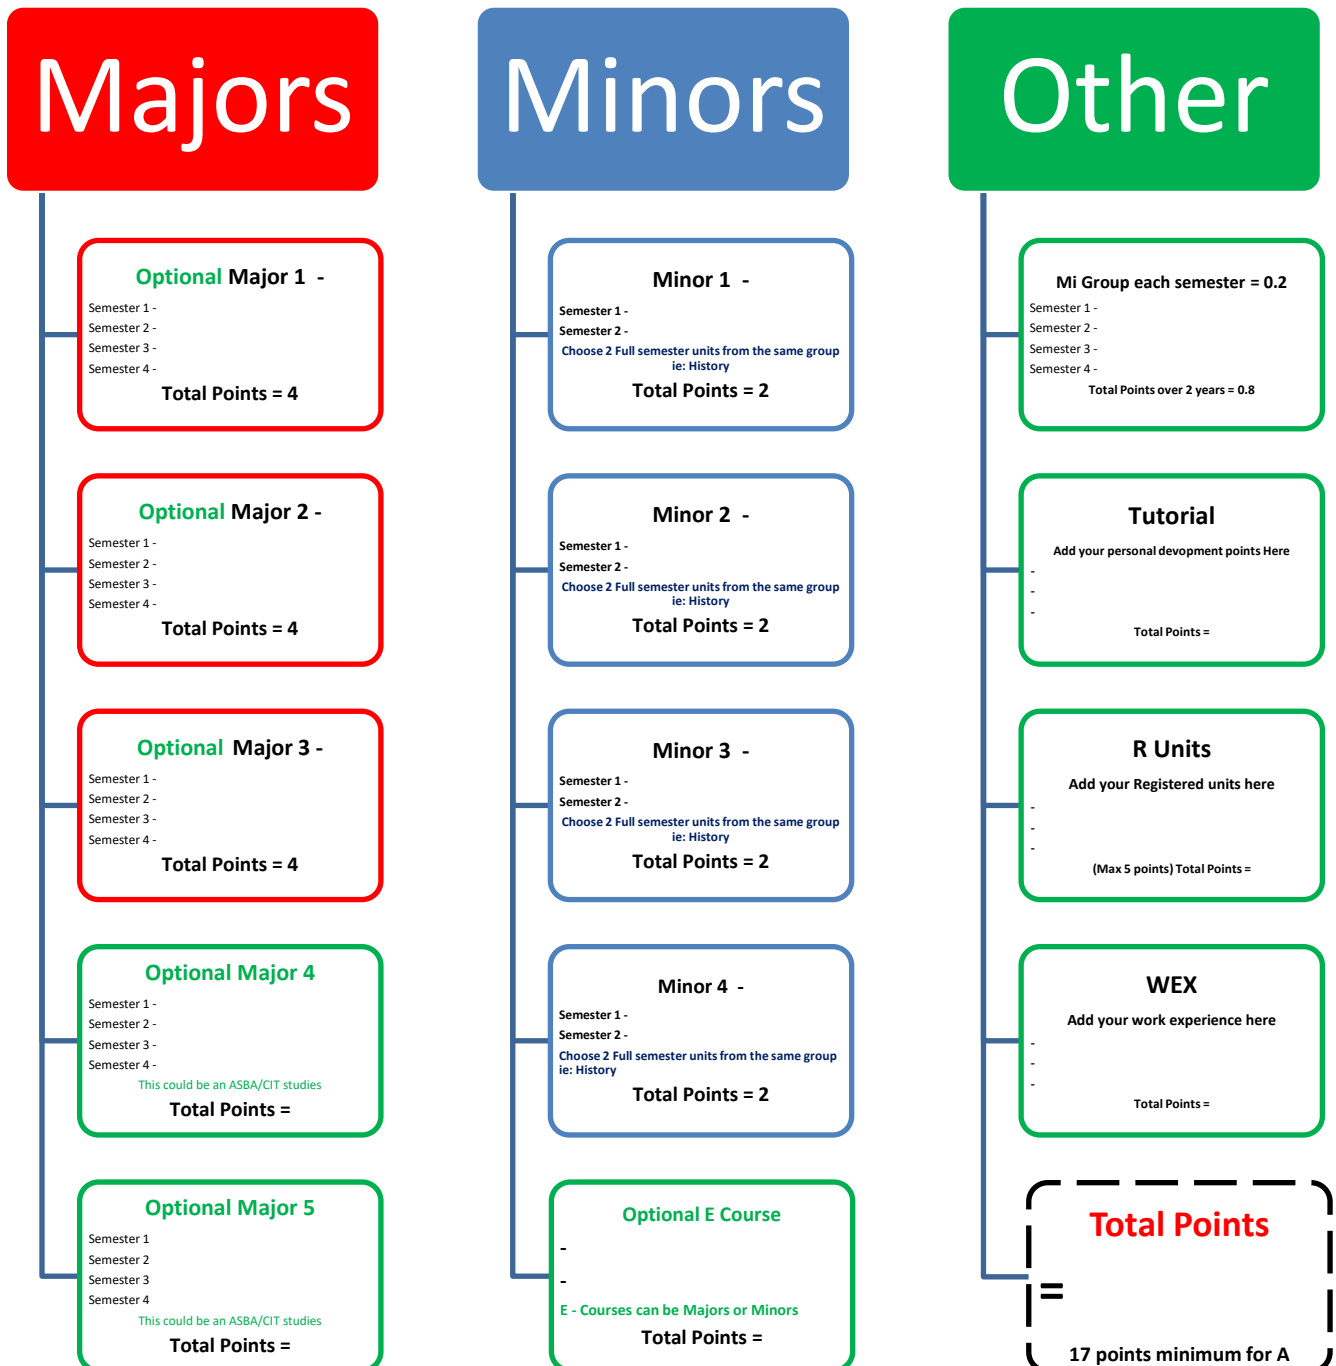 Majors
Optional Major 1 -
Semester 1 -
Semester 2 -
Semester 3 -
Semester 4 -
Total Points = 4
Optional Major 2 -
Semester 1 -
Semester 2 -
Semester 3 -
Semester 4 -
Total Points = 4
Optional Major 3 -
Semester 1 -
Semester 2 -
Semester 3 -
Semester 4 -
Total Points = 4
Optional Major 4
Semester 1 -
Semester 2 -
Semester 3 -
Semester 4 -
This could be an ASBA/CIT studies
Total Points =
Optional Major 5
Semester 1
Semester 2
Semester 3
Semester 4
This could be an ASBA/CIT studies
Total Points =
Minors
Minor 1 -
Semester 1 -
Semester 2 -
Choose 2 Full semester units from the same group
ie: History
Total Points = 2
Minor 2 -
Semester 1 -
Semester 2 -
Choose 2 Full semester units from the same group
ie: History
Total Points = 2
Minor 3 -
Semester 1 -
Semester 2 -
Choose 2 Full semester units from the same group
ie: History
Total Points = 2
Minor 4 -
Semester 1 -
Semester 2 -
Choose 2 Full semester units from the same group
ie: History
Total Points = 2
Optional E Course
-
-
E - Courses can be Majors or Minors
Total Points =
Other
Mi Group each semester = 0.2
Semester 1 -
Semester 2 -
Semester 3 -
Semester 4 -
Total Points over 2 years = 0.8
Tutorial
Add your personal devopment points Here
-
-
-
Total Points =
R Units
Add your Registered units here
-
-
-
(Max 5 points) Total Points =
WEX
Add your work experience here
-
-
-
Total Points =
Total Points
=
17 points minimum for A